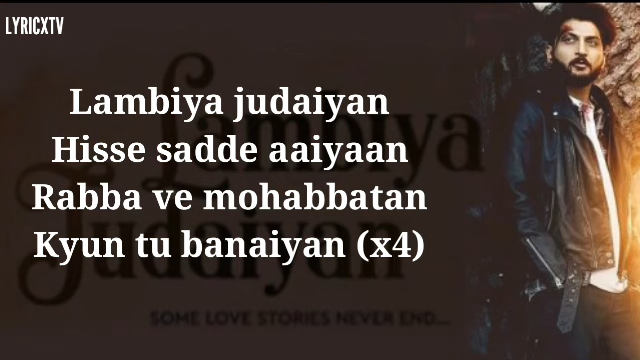 LYRICXTV
Lambiya judaiyan
Hisse sadde aaiyaan
Rabba ve mohabbatan
Kyun tu banaiyan (x4)
Lambiya
Judaiyan
SOME LOVE STORIES NEVER END...